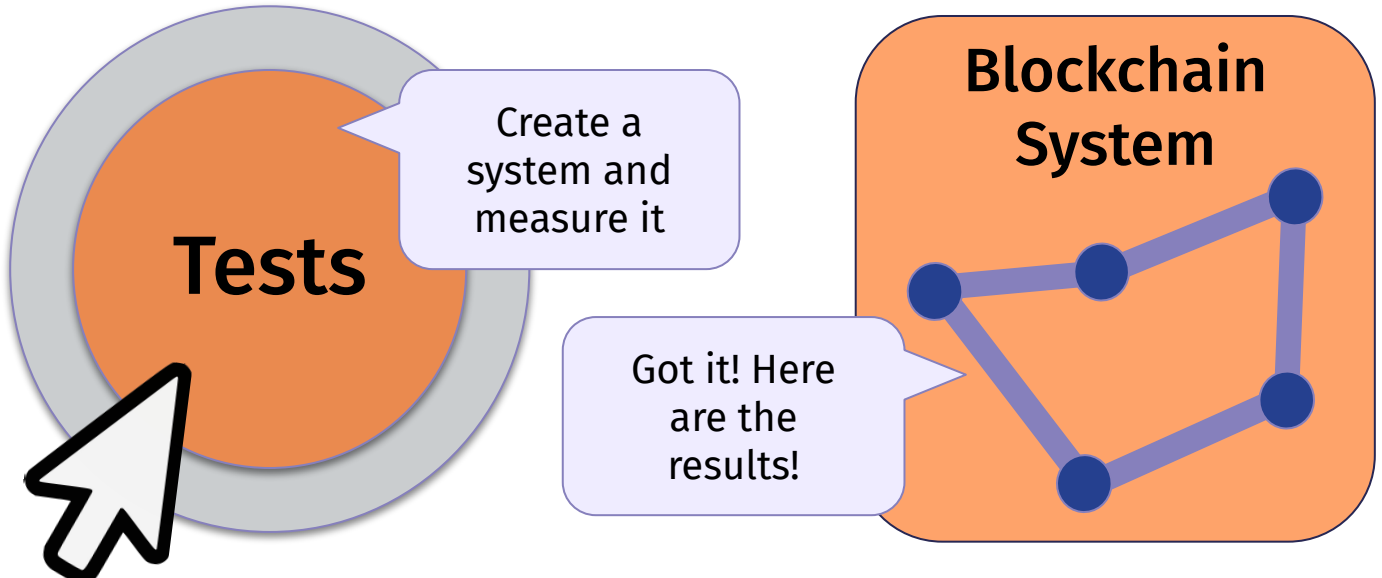 Tests
Create a
system and
measure it
Got it! Here
are the
results!
Blockchain
System